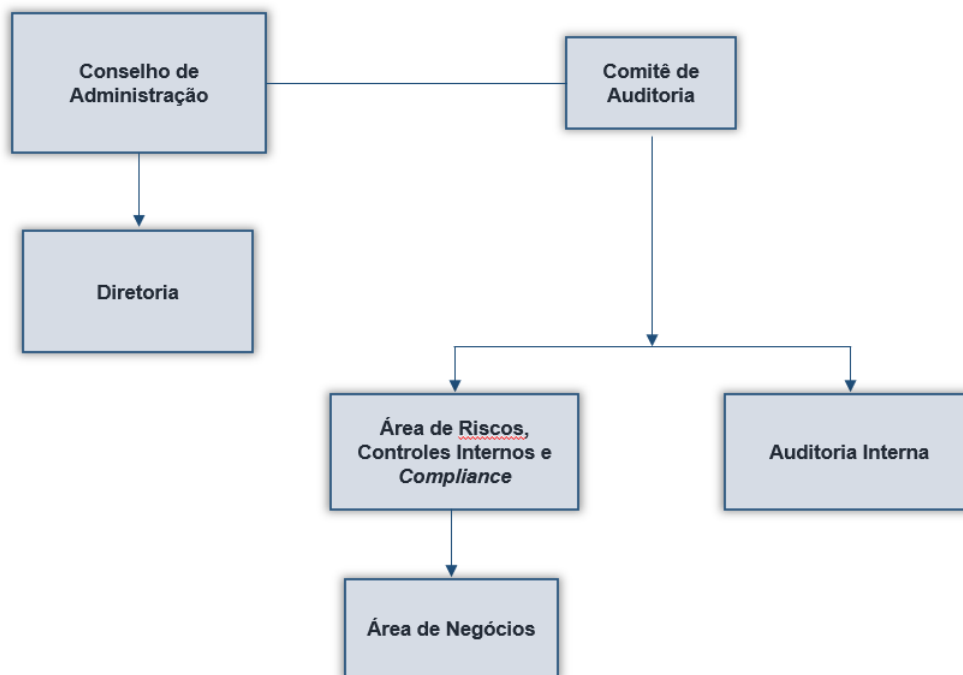 Conselho de
Administração
Comitê de
Auditoria
Diretoria
Área de Riscos,
Controles Internos e
Compliance
Auditoria Interna
Área de Negócios